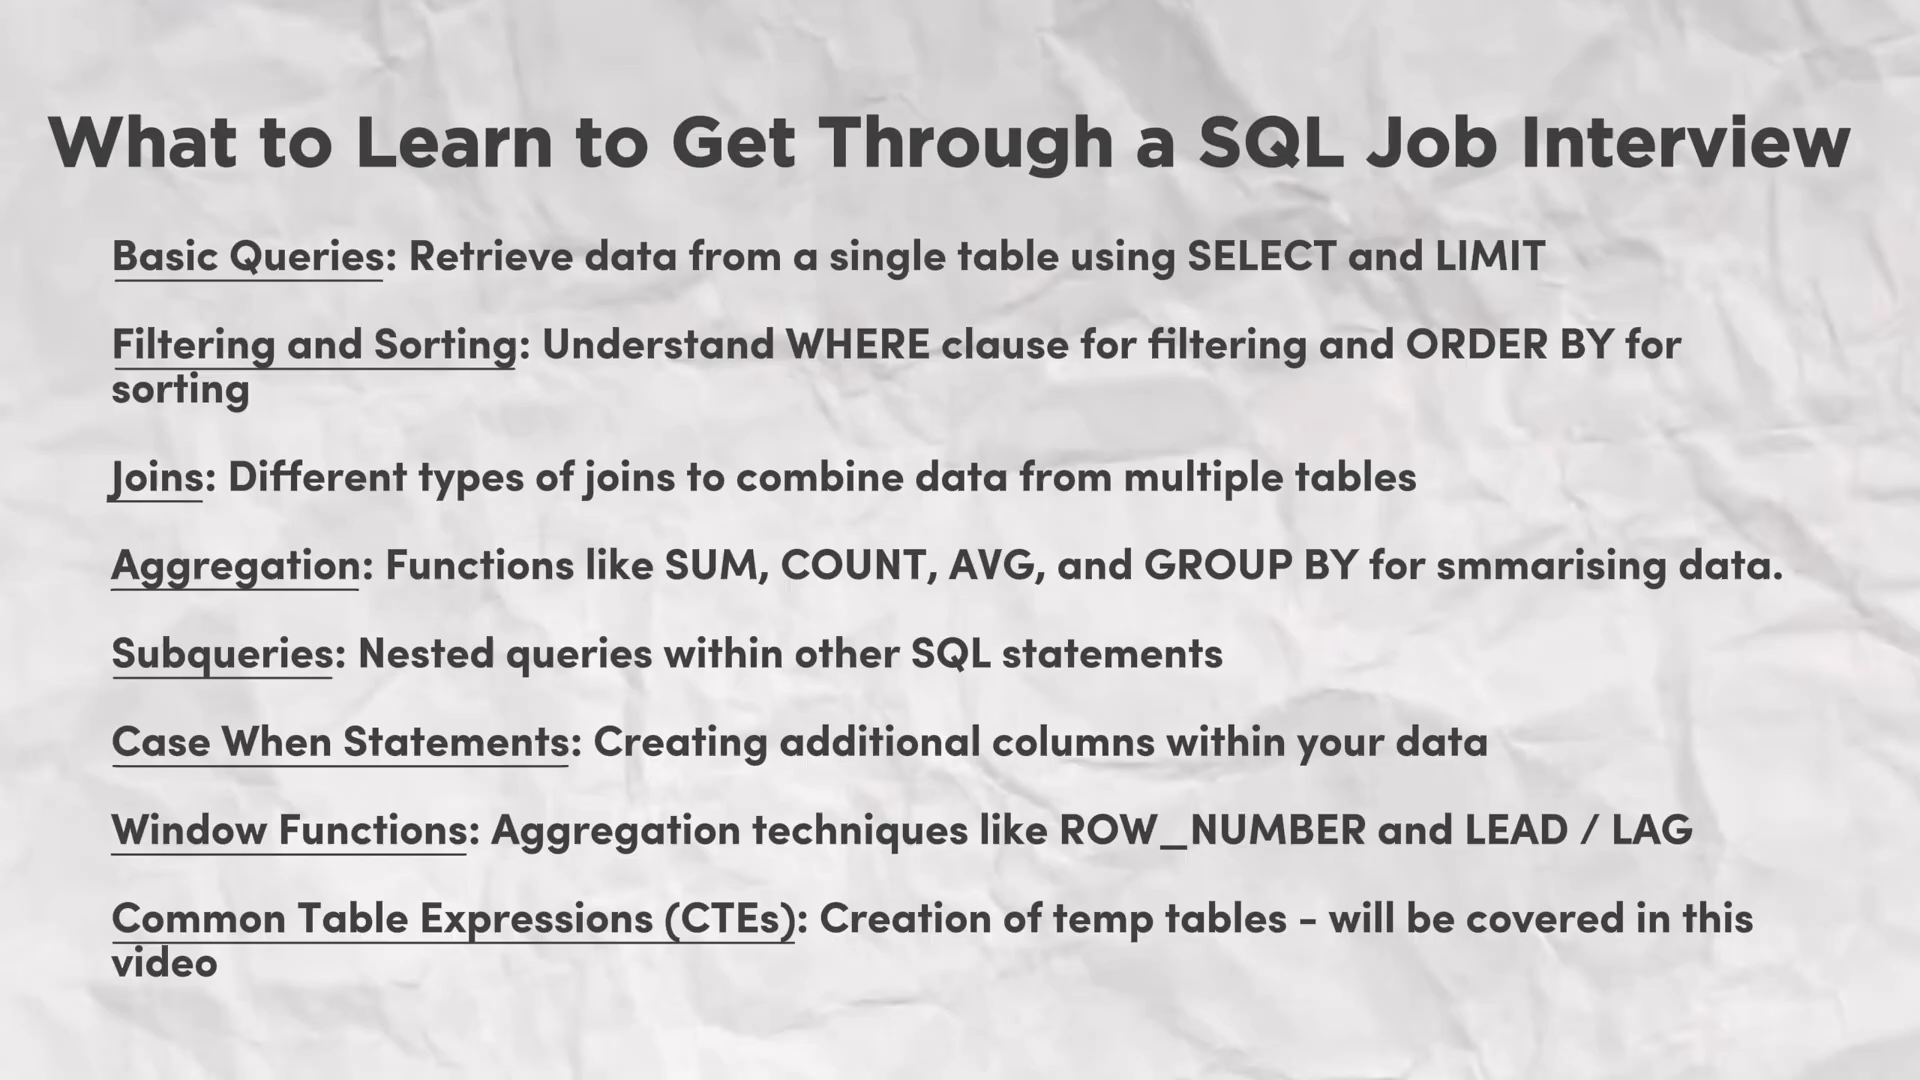 What to Learn to Get Through a SQL Job Interview
Basic Queries: Retrieve data from a single table using SELECT and LIMIT
Filtering and Sorting: Understand WHERE clause for filtering and ORDER BY for
sorting
Joins: Different types of joins to combine data from multiple tables
Aggregation: Functions like SUM, COUNT, AVG, and GROUP BY for smmarising data.
Subqueries: Nested queries within other SQL statements
Case When Statements: Creating additional columns within your data
Window Functions: Aggregation techniques like ROW_NUMBER and LEAD / LAG
Common Table Expressions (CTEs): Creation of temp tables - will be covered in this
video